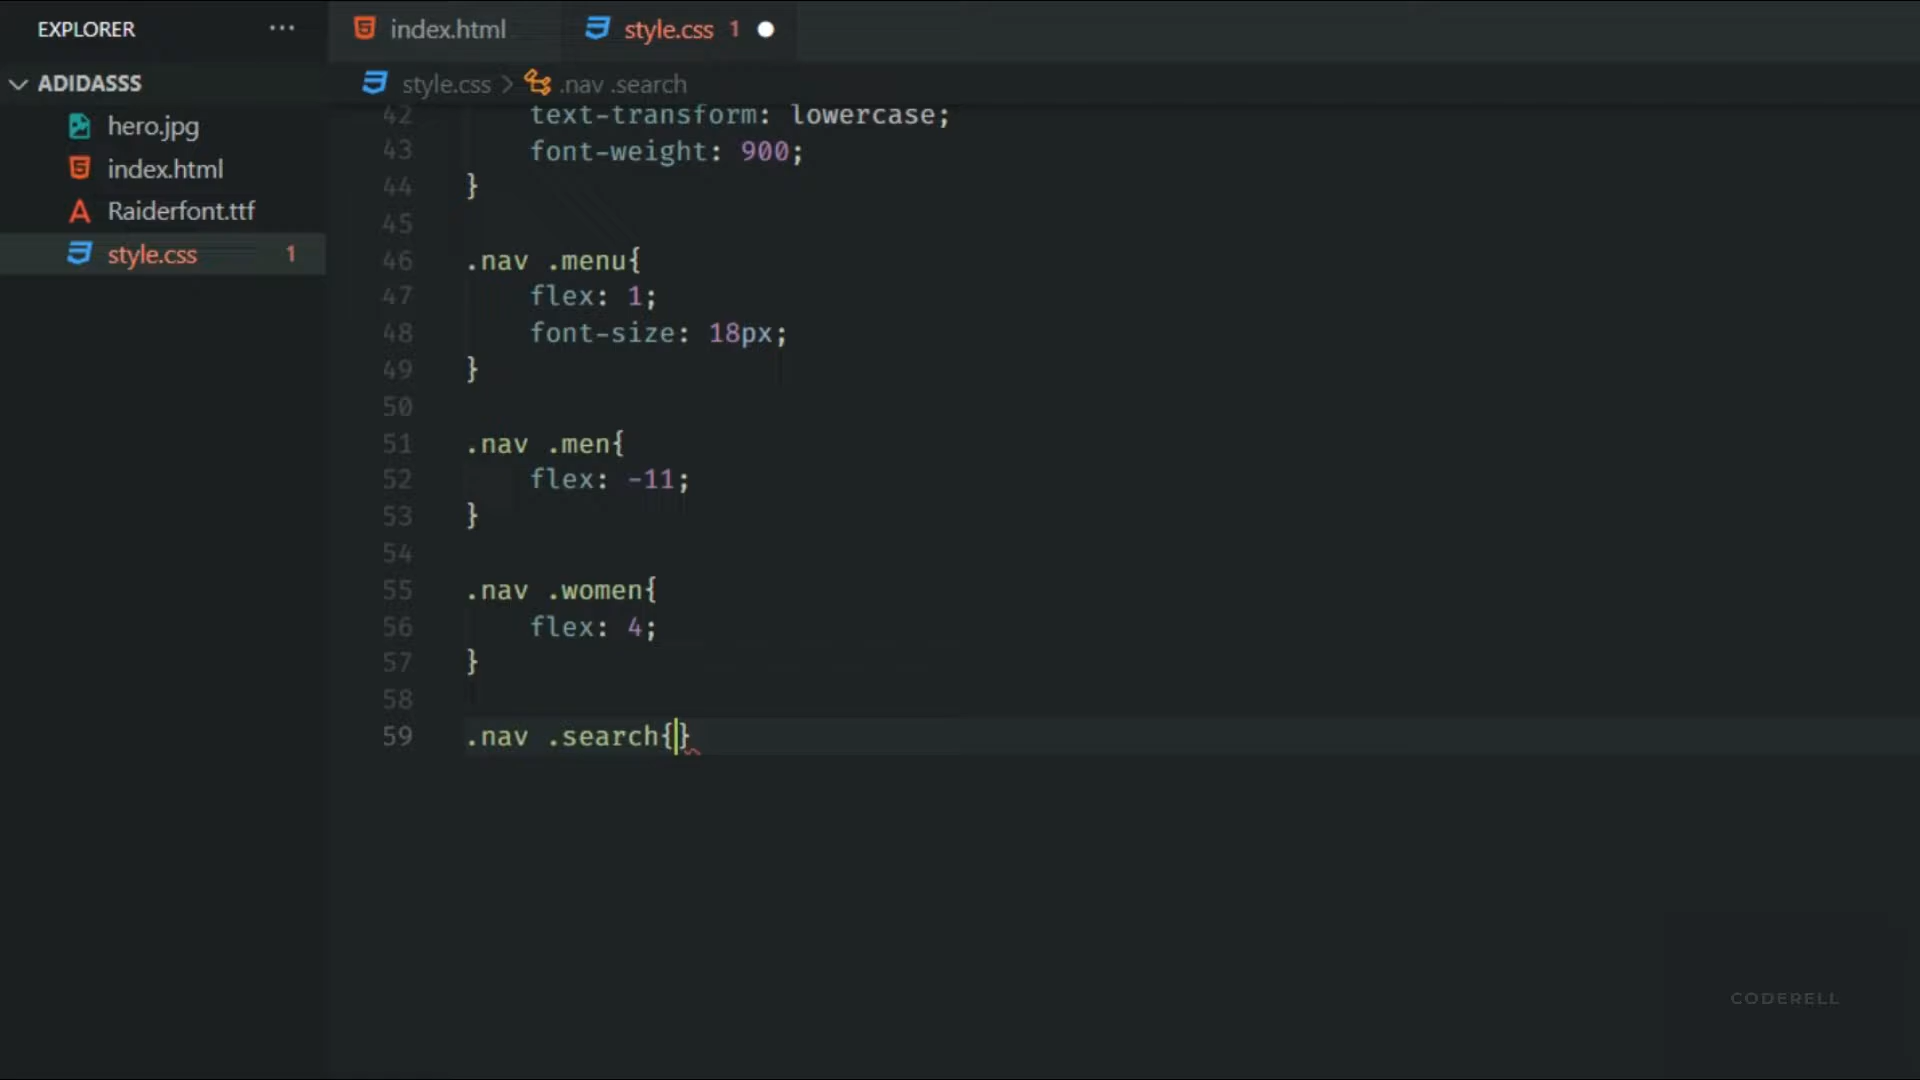 EXPLORER ···
index.html
style.css 1
ADIDASSS
style.css > .nav .search
hero.jpg
index.html
Raiderfont.ttf
style.css 1
42 text-transform: lowercase;
43 font-weight: 900;
44 }
45
46 .nav .menu{
47 flex: 1;
48 font-size: 18px;
49 }
50
51 .nav .men{
52 flex: -11;
53 }
54
55 .nav .women{
56 flex: 4;
57 }
58
59 .nav .search{}
CODERELL